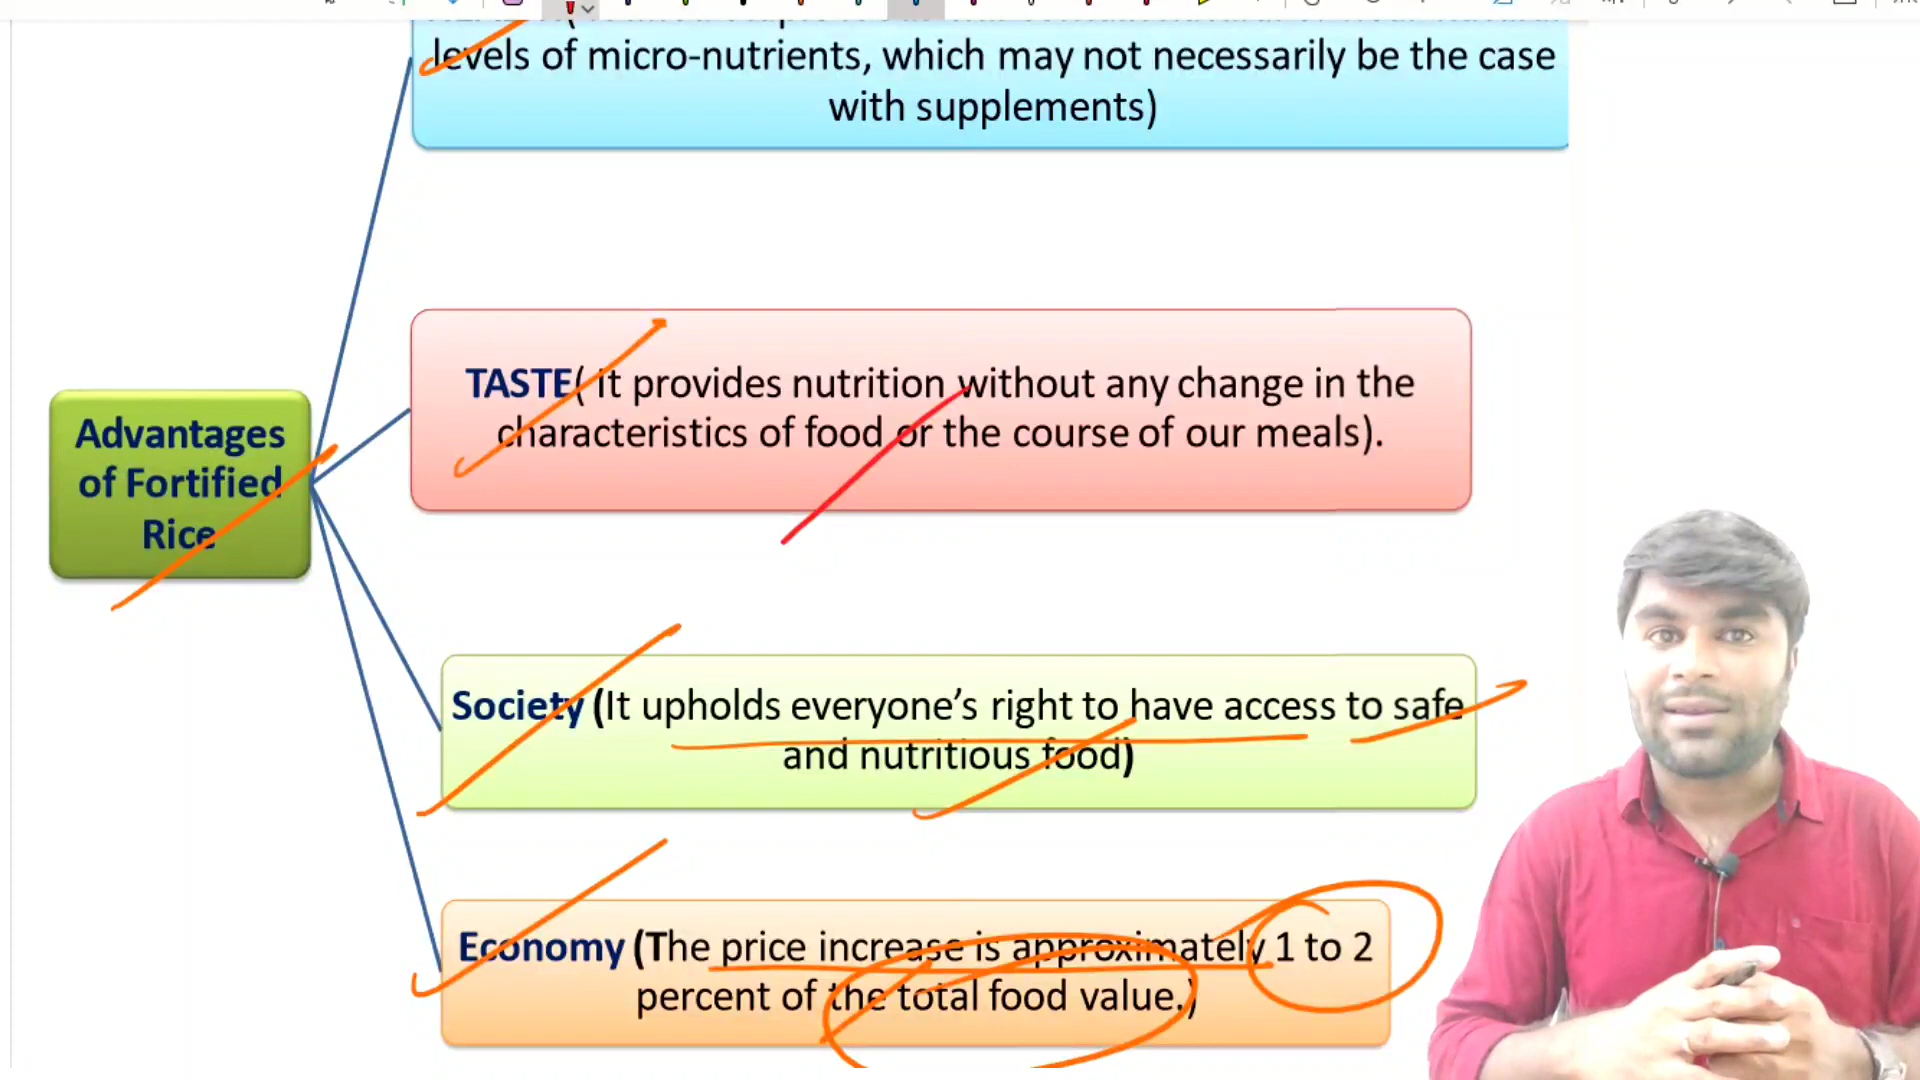 levels of micro-nutrients, which may not necessarily be the case
with supplements)
TASTE( It provides nutrition without any change in the
characteristics of food or the course of our meals).
Advantages
of Fortified
Rice
Society (It upholds everyone’s right to have access to safe
and nutritious food)
Economy (The price increase is approximately 1 to 2
percent of the total food value.)